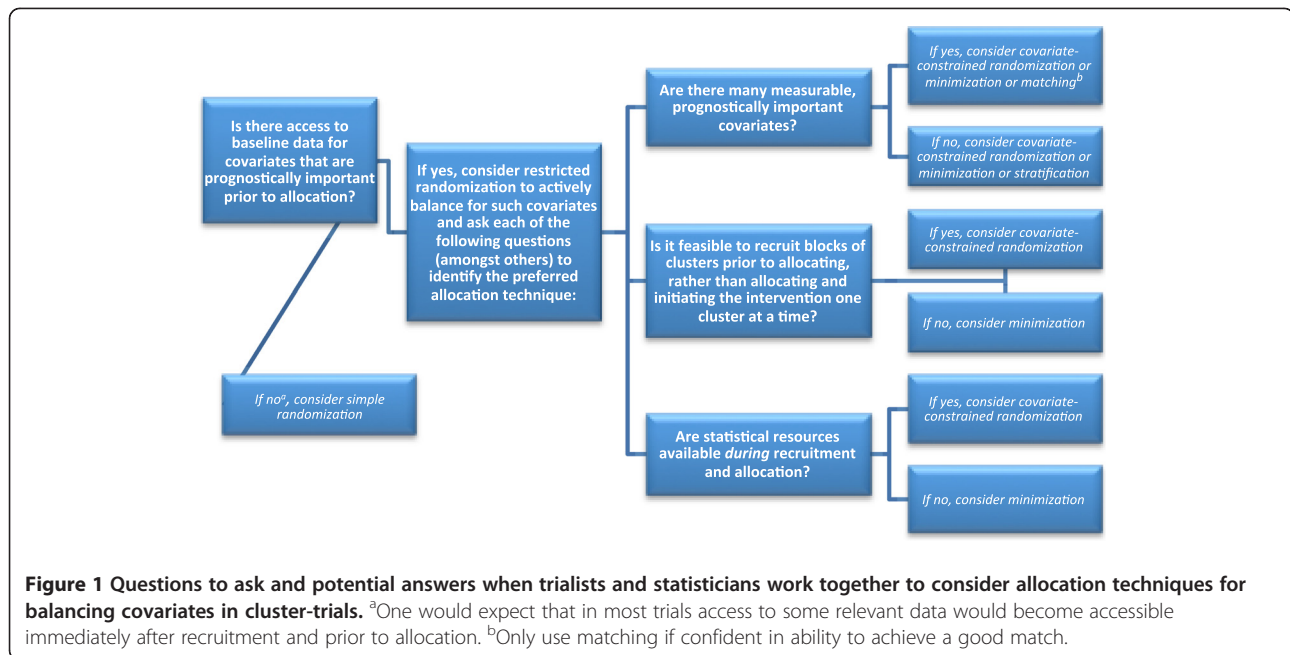 Is there access to
baseline data for
covariates that are
prognostically important
prior to allocation?
If noa, consider simple
randomization
If yes, consider restricted
randomization to actively
balance for such covariates
and ask each of the
following questions
(amongst others) to
identify the preferred
allocation technique:
Are there many measurable,
prognostically important
covariates?
If yes, consider covariate-
constrained randomization or
minimization or matchingb
If no, consider covariate-
constrained randomization or
minimization or stratification
Is it feasible to recruit blocks of
clusters prior to allocating,
rather than allocating and
initiating the intervention one
cluster at a time?
If yes, consider covariate-
constrained randomization
If no, consider minimization
Are statistical resources
available during recruitment
and allocation?
If yes, consider covariate-
constrained randomization
If no, consider minimization
Figure 1 Questions to ask and potential answers when trialists and statisticians work together to consider allocation techniques for
balancing covariates in cluster-trials. aOne would expect that in most trials access to some relevant data would become accessible
immediately after recruitment and prior to allocation. bOnly use matching if confident in ability to achieve a good match.